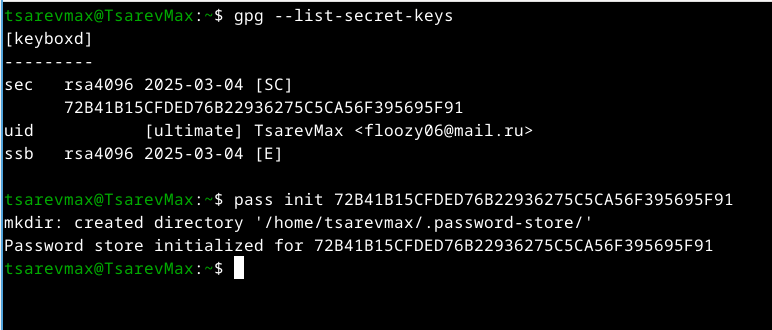 tsarevmax@TsarevMax:~$ gpg --list-secret-keys
[keyboxd]
---------
sec   rsa4096 2025-03-04 [SC]
      72B41B15CFDED76B22936275C5CA56F395695F91
uid           [ultimate] TsarevMax <floozy06@mail.ru>
ssb   rsa4096 2025-03-04 [E]

tsarevmax@TsarevMax:~$ pass init 72B41B15CFDED76B22936275C5CA56F395695F91
mkdir: created directory '/home/tsarevmax/.password-store/'
Password store initialized for 72B41B15CFDED76B22936275C5CA56F395695F91
tsarevmax@TsarevMax:~$